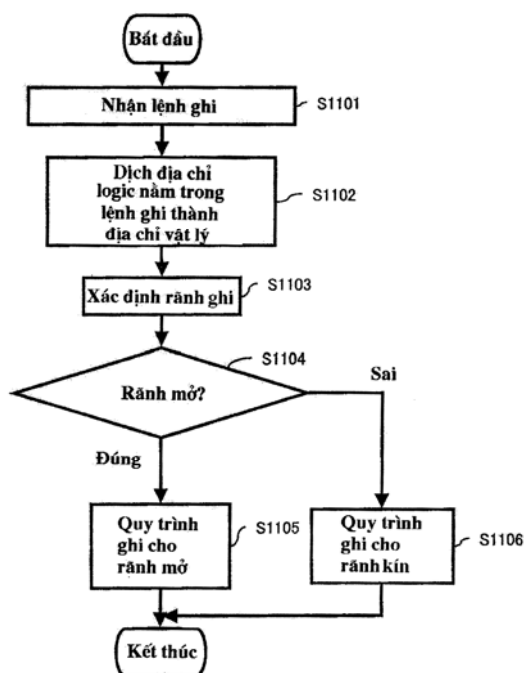 Bắt đầu
Nhận lệnh ghi
S1101
Dịch địa chỉ
logic nằm trong
lệnh ghi thành
địa chỉ vật lý
S1102
Xác định rãnh ghi
S1103
Rãnh mở?
S1104
Sai
Đúng
Quy trình
ghi cho
rãnh mở
S1105
Quy trình
ghi cho
rãnh kín
S1106
Kết thúc